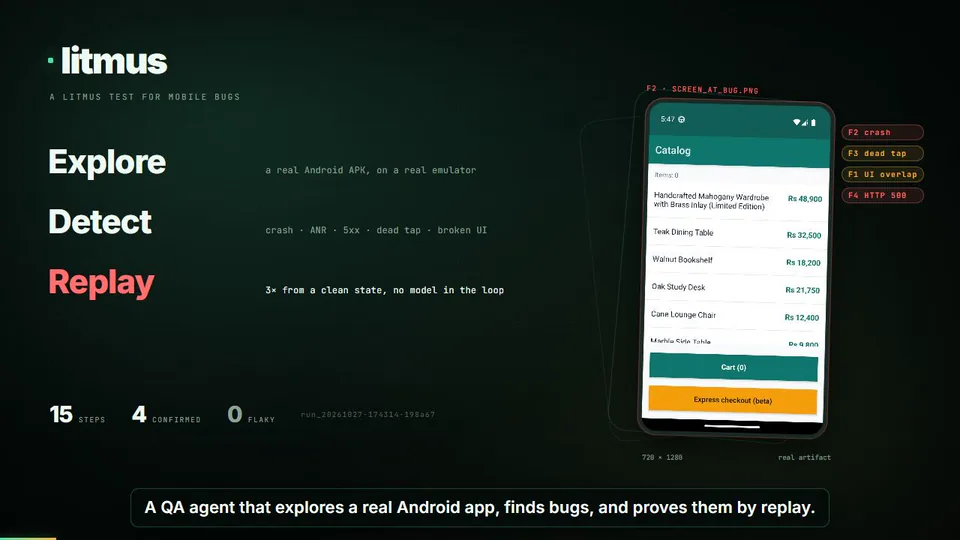 litmus
A LITMUS TEST FOR MOBILE BUGS
Explore
a real Android APK, on a real emulator
Detect
crash · ANR · 5xx · dead tap · broken UI
Replay
3× from a clean state, no model in the loop
15 STEPS
4 CONFIRMED
0 FLAKY
run_20261027-174314-198a67
F2 · SCREEN_AT_BUG.PNG
5:47
Catalog
Items: 0
Handcrafted Mahogany Wardrobe
with Brass Inlay (Limited Edition)
Rs 48,900
Teak Dining Table
Rs 32,500
Walnut Bookshelf
Rs 18,200
Oak Study Desk
Rs 21,750
Cane Lounge Chair
Rs 12,400
Marble Side Table
Rs 9,800
Cart (0)
Express checkout (beta)
720 × 1280
real artifact
F2 crash
F3 dead tap
F1 UI overlap
F4 HTTP 500
A QA agent that explores a real Android app, finds bugs, and proves them by replay.